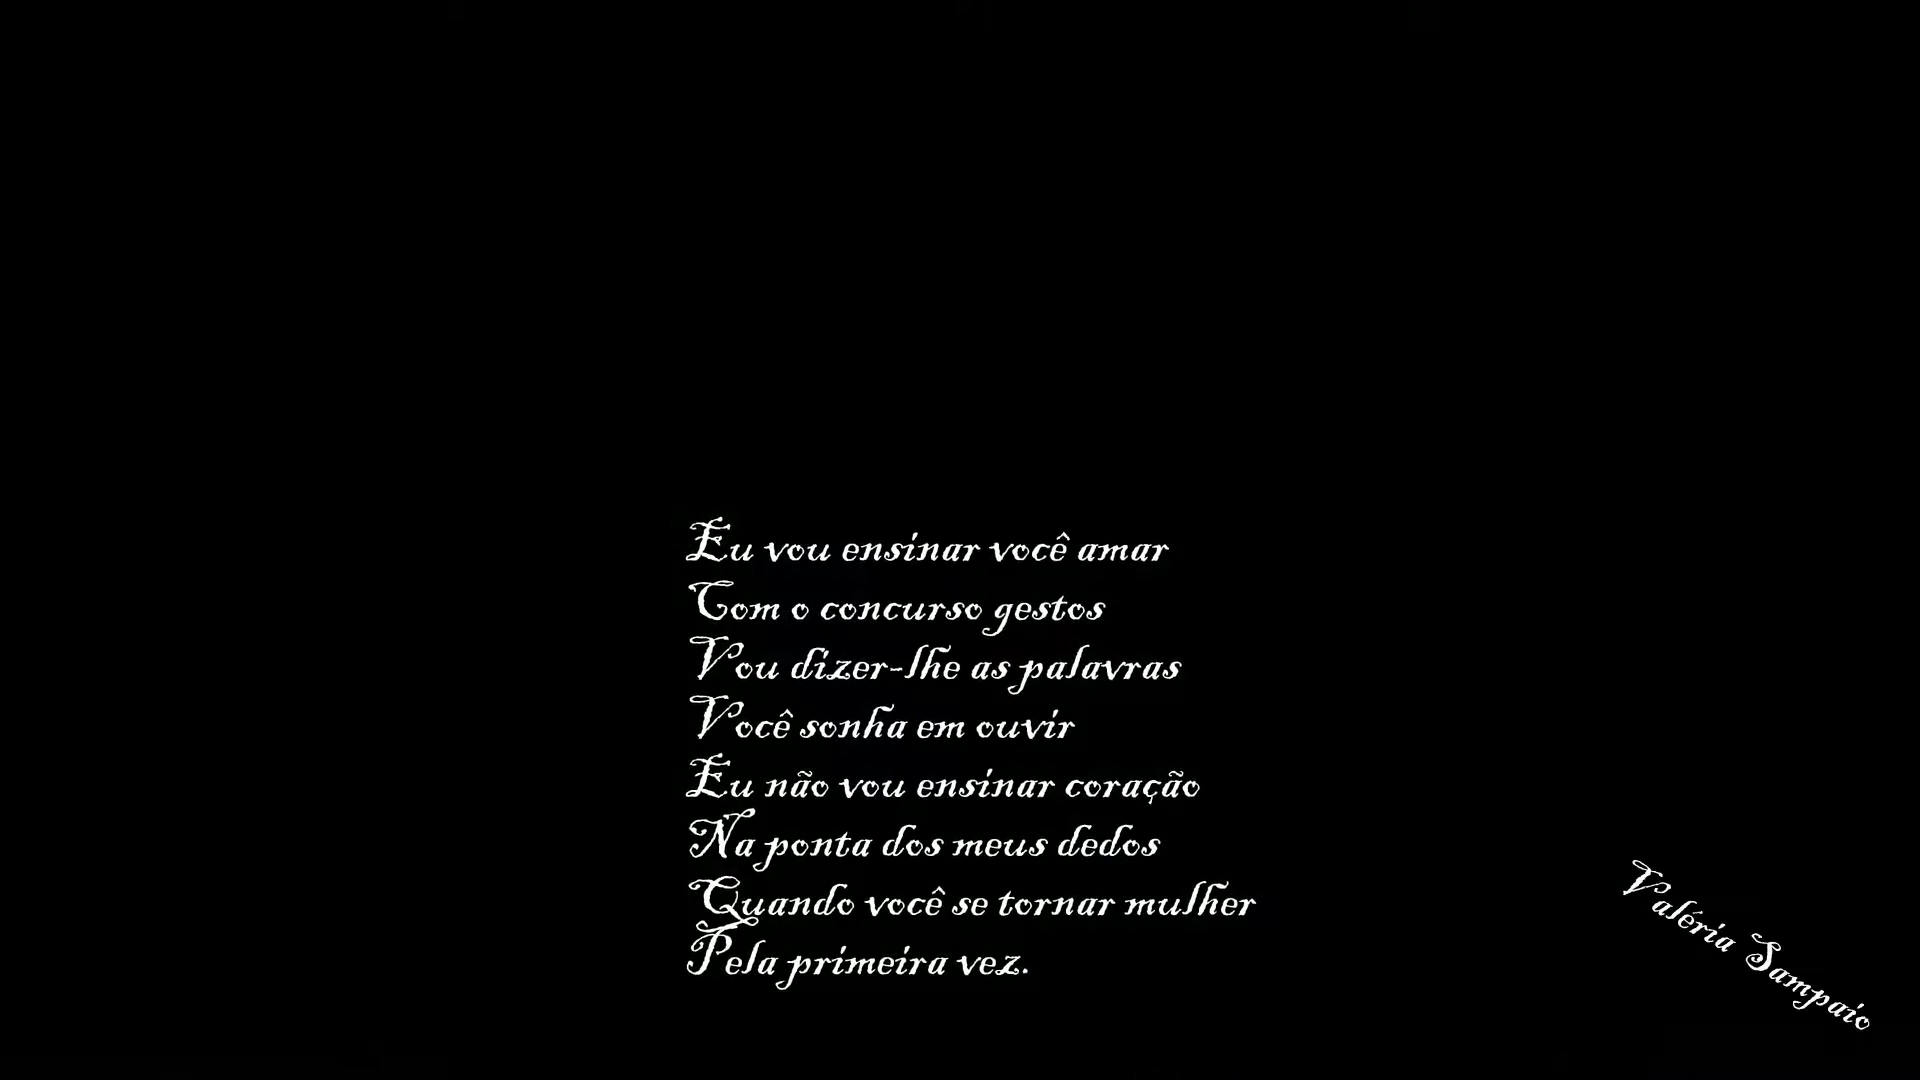 Eu vou ensinar você amar
Com o concurso gestos
Vou dizer-lhe as palavras
Você sonha em ouvir
Eu não vou ensinar coração
Na ponta dos meus dedos
Quando você se tornar mulher
Pela primeira vez.
Valéria Sampaio